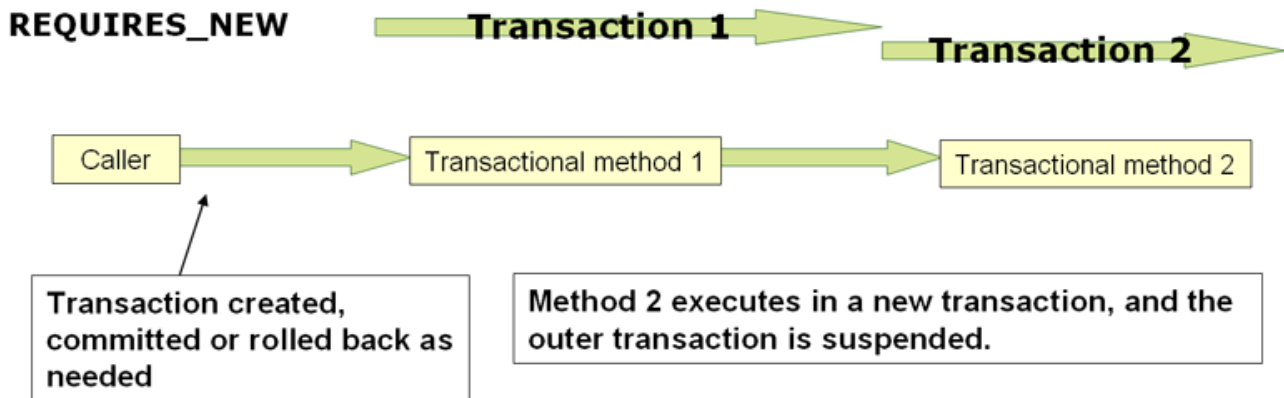 REQUIRES_NEW
Transaction 1
Transaction 2
Caller
Transactional method 1
Transactional method 2
Transaction created,
committed or rolled back as
needed
Method 2 executes in a new transaction, and the
outer transaction is suspended.